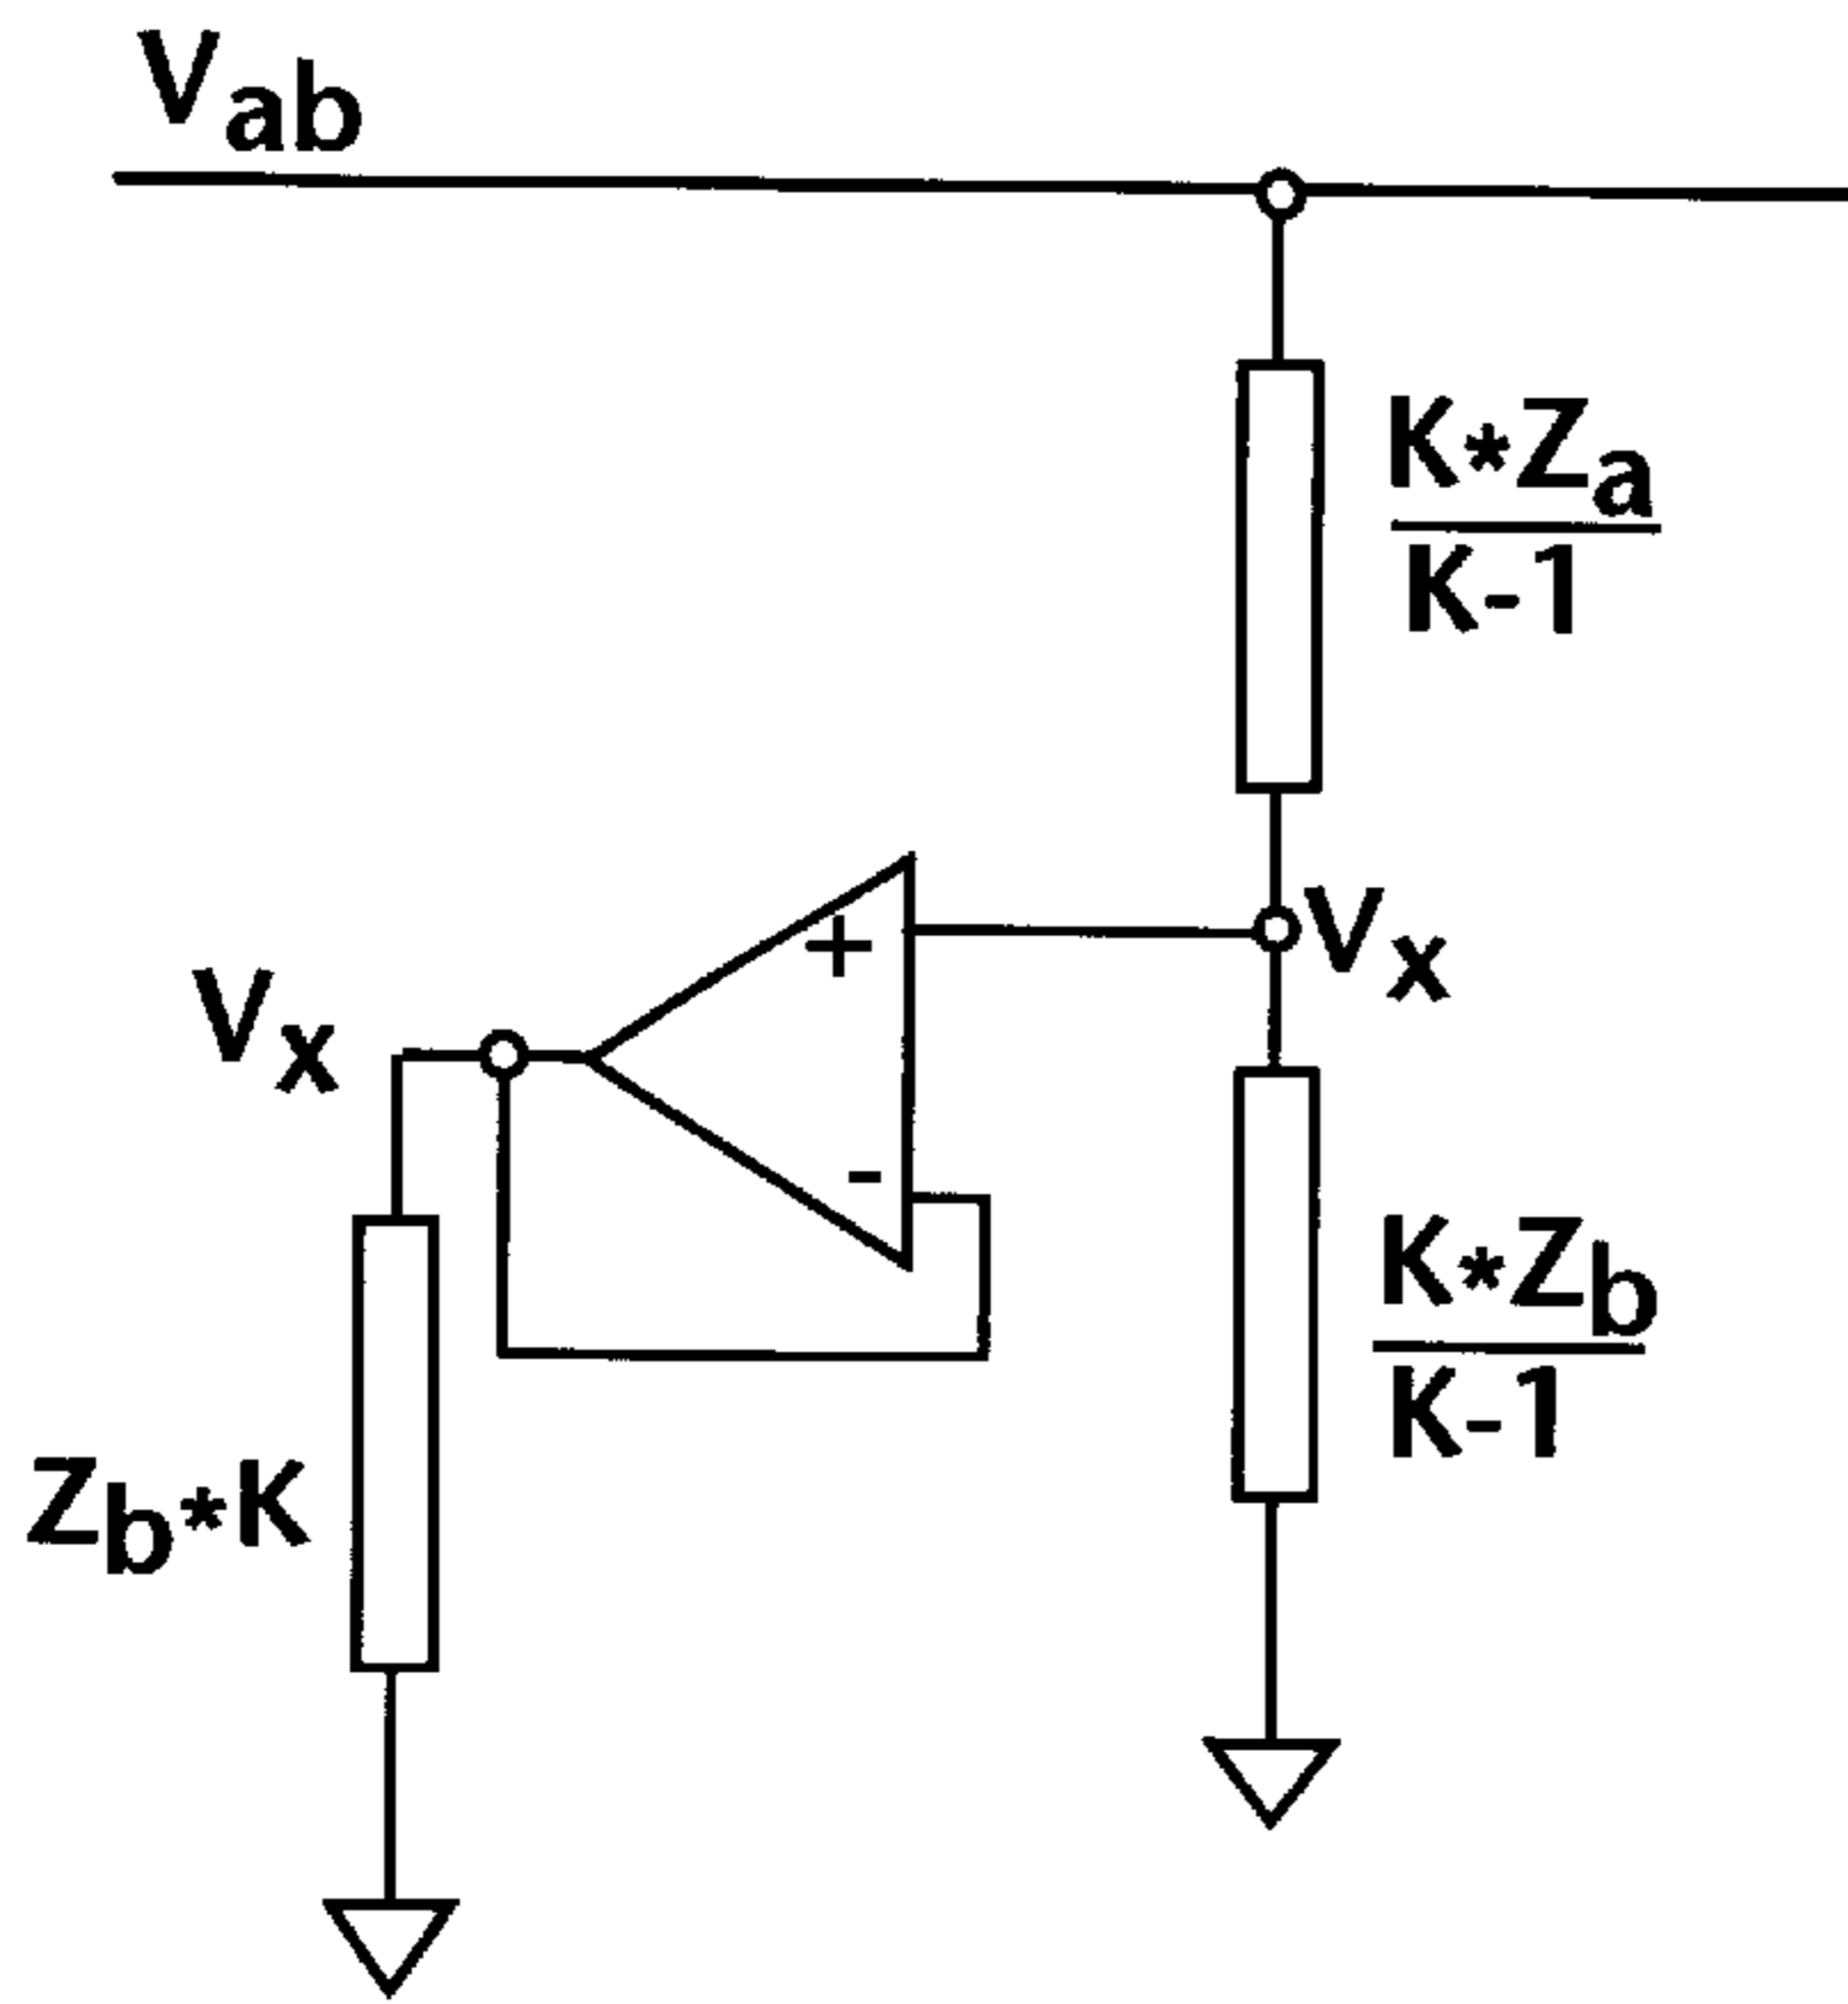 Vab
K*Za
K-1
+
Vx
Vx
-
K*Zb
K-1
Zb*K